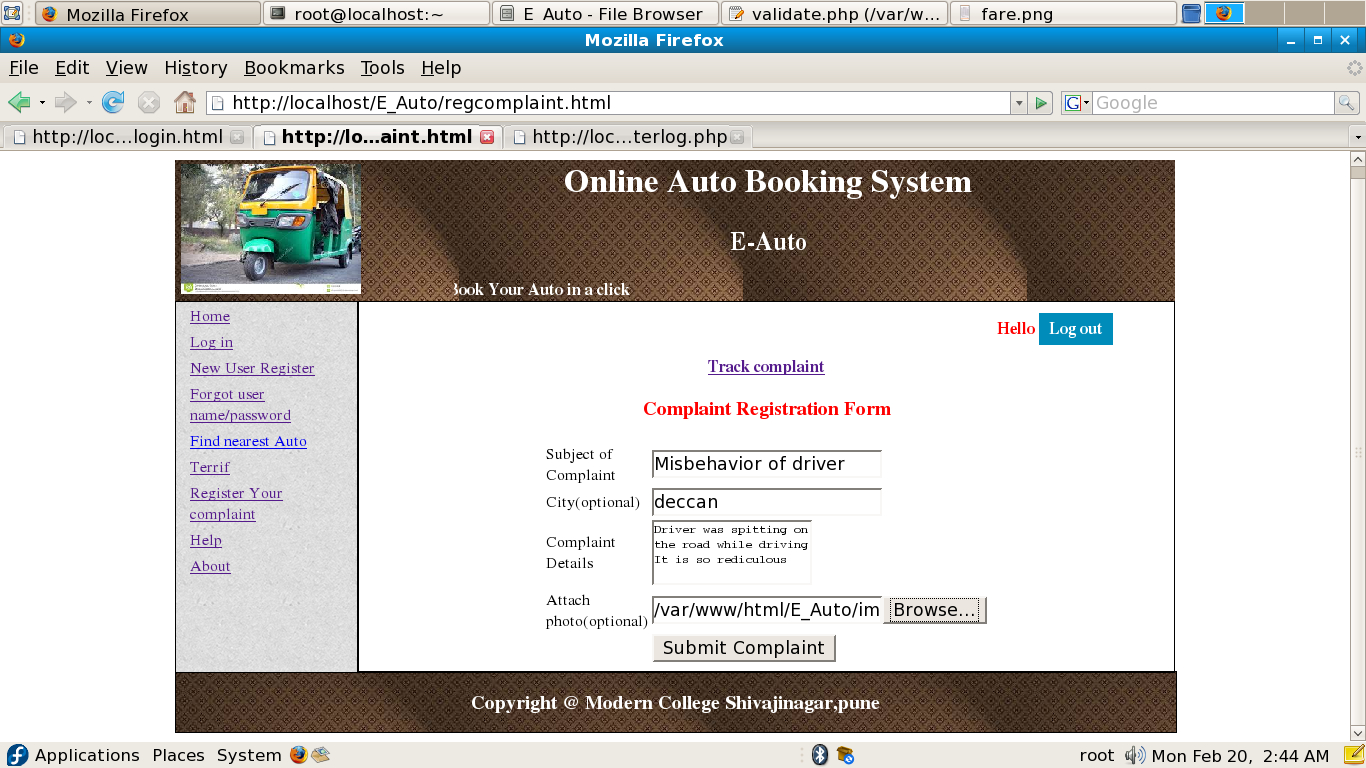 Mozilla Firefox
root@localhost:~
E_Auto - File Browser
validate.php (/var/w...
fare.png
Mozilla Firefox
File Edit View History Bookmarks Tools Help
http://localhost/E_Auto/regcomplaint.html
G
Google
http://loc...login.html
http://lo...aint.html
http://loc...terlog.php
Online Auto Booking System
E-Auto
Book Your Auto in a click
Hello Log out
Home
Log in
New User Register
Forgot user
name/password
Find nearest Auto
Terrif
Register Your
complaint
Help
About
Track complaint
Complaint Registration Form
Subject of
Complaint
Misbehavior of driver
City(optional)
deccan
Complaint
Details
Driver was spitting on
the road while driving
It is so rediculous
Attach
photo(optional)
/var/www/html/E_Auto/im
Browse...
Submit Complaint
Copyright @ Modern College Shivajinagar,pune
Applications Places System
root
Mon Feb 20, 2:44 AM